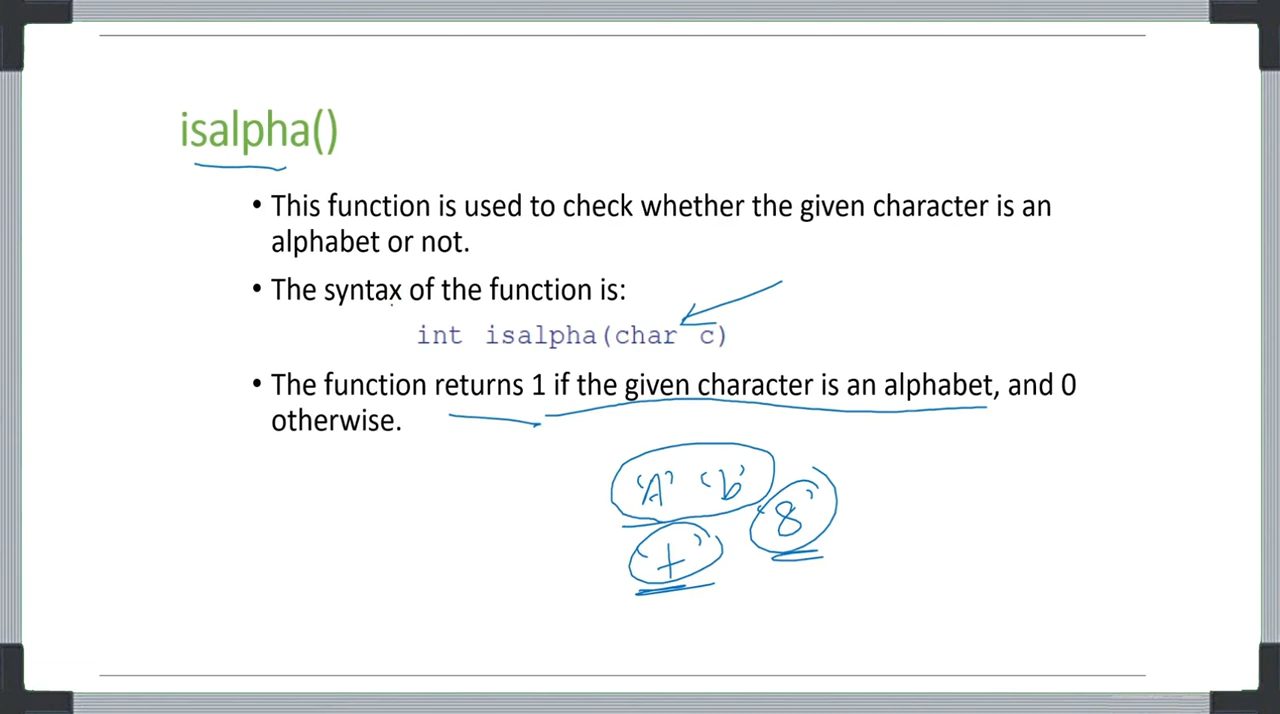 isalpha()
• This function is used to check whether the given character is an
alphabet or not.
• The syntax of the function is:
int isalpha(char c)
• The function returns 1 if the given character is an alphabet, and 0
otherwise.
'A' 'b' '8'
'+'